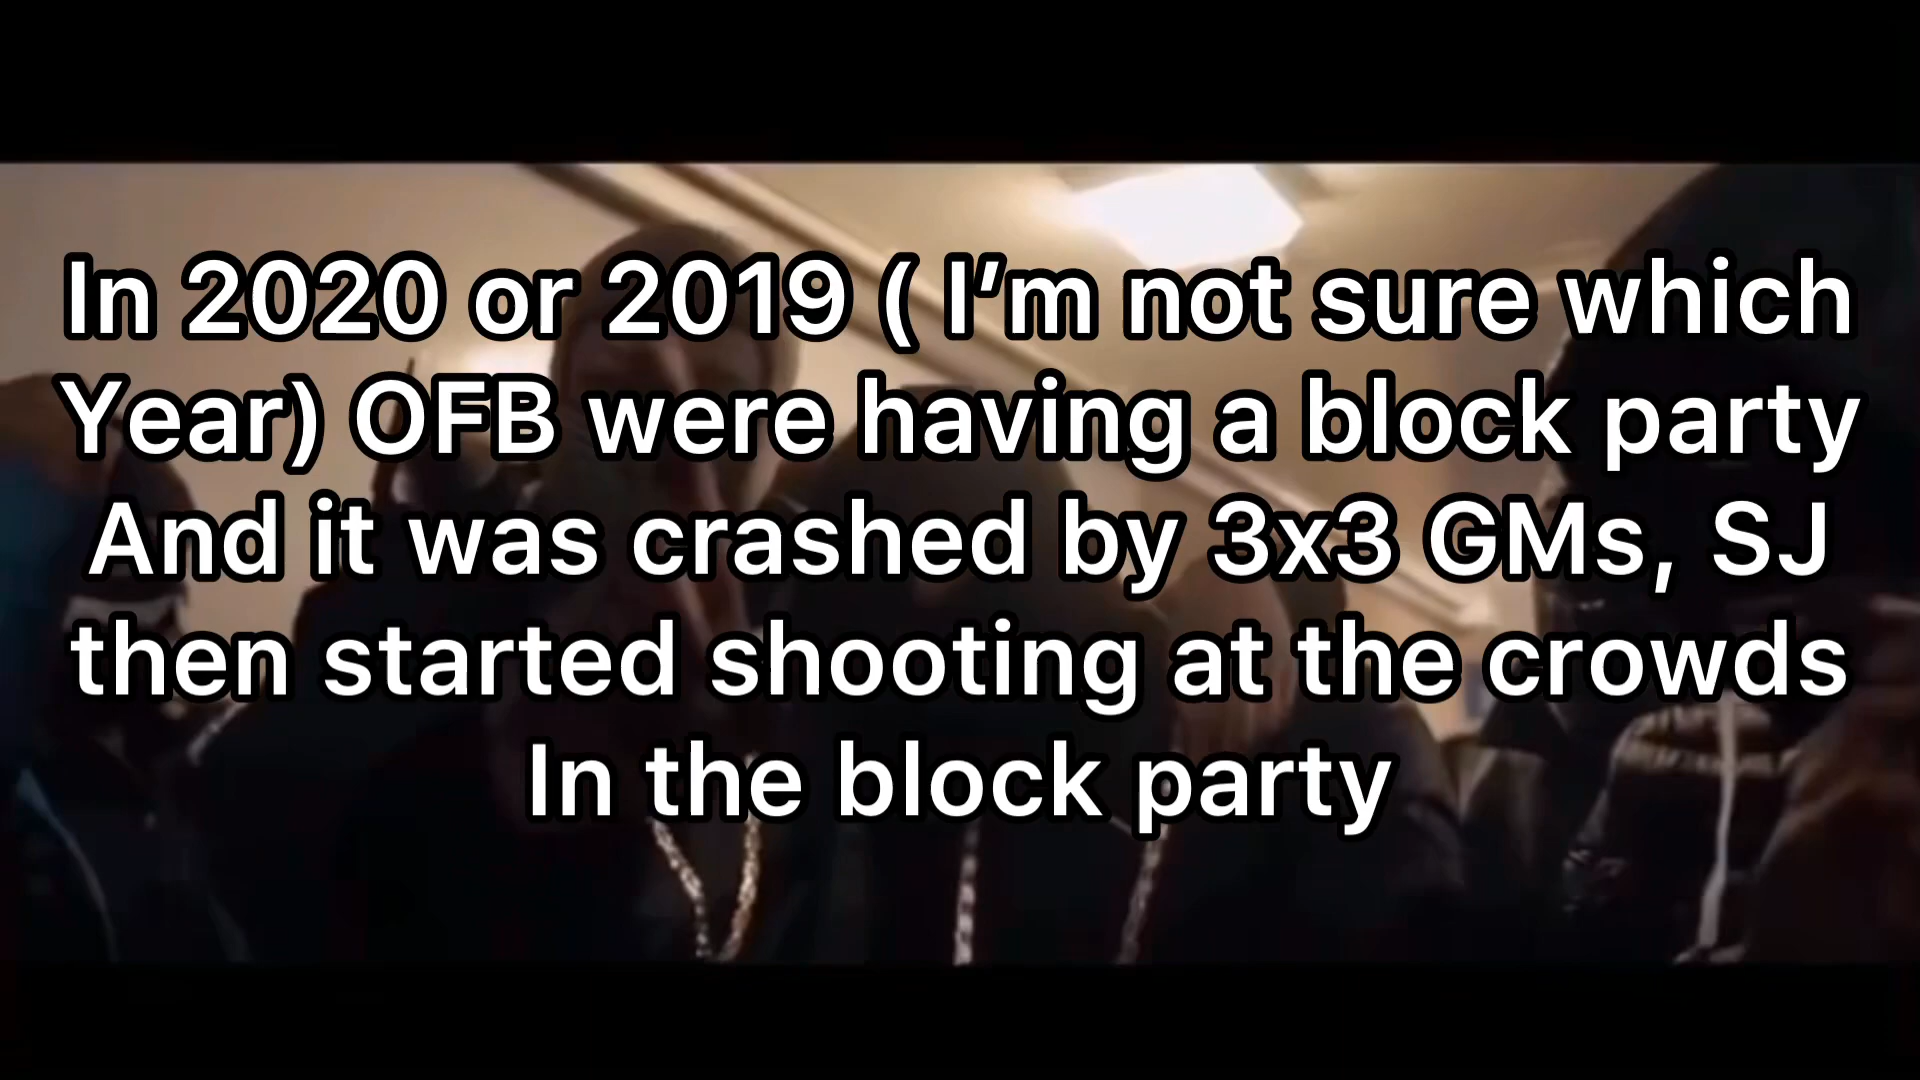 In 2020 or 2019 ( I’m not sure which
Year) OFB were having a block party
And it was crashed by 3x3 GMs, SJ
then started shooting at the crowds
In the block party